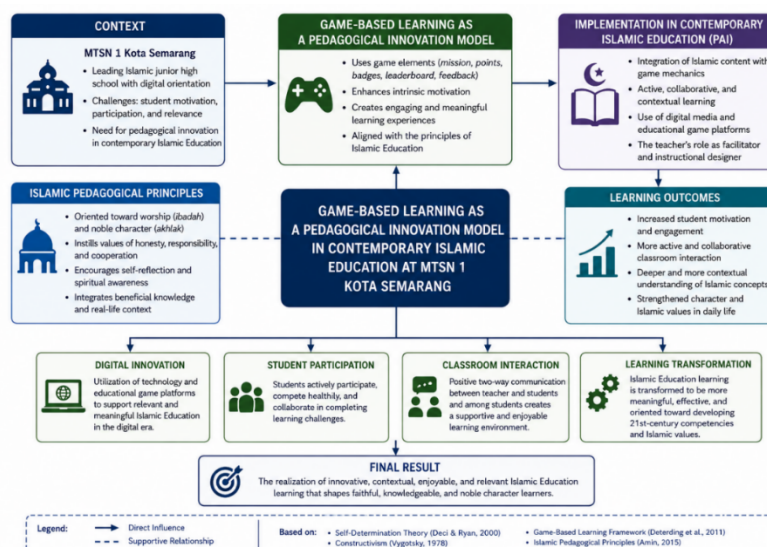 CONTEXT
MTSN 1 Kota Semarang
• Leading Islamic junior high
school with digital orientation
• Challenges: student motivation,
participation, and relevance
• Need for pedagogical innovation
in contemporary Islamic Education
GAME-BASED LEARNING AS
A PEDAGOGICAL INNOVATION MODEL
• Uses game elements (mission, points,
badges, leaderboard, feedback)
• Enhances intrinsic motivation
• Creates engaging and meaningful
learning experiences
• Aligned with the principles of
Islamic Education
IMPLEMENTATION IN CONTEMPORARY
ISLAMIC EDUCATION (PAI)
• Integration of Islamic content with
game mechanics
• Active, collaborative, and
contextual learning
• Use of digital media and
educational game platforms
• The teacher's role as facilitator
and instructional designer
ISLAMIC PEDAGOGICAL PRINCIPLES
• Oriented toward worship (ibadah)
and noble character (akhlak)
• Instills values of honesty, responsibility,
and cooperation
• Encourages self-reflection and
spiritual awareness
• Integrates beneficial knowledge
and real-life context
GAME-BASED LEARNING AS
A PEDAGOGICAL INNOVATION MODEL
IN CONTEMPORARY ISLAMIC
EDUCATION AT MTSN 1
KOTA SEMARANG
LEARNING OUTCOMES
• Increased student motivation
and engagement
• More active and collaborative
classroom interaction
• Deeper and more contextual
understanding of Islamic concepts
• Strengthened character and
Islamic values in daily life
DIGITAL INNOVATION
Utilization of technology and
educational game platforms
to support relevant and
meaningful Islamic Education
in the digital era.
STUDENT PARTICIPATION
Students actively participate,
compete healthily, and
collaborate in completing
learning challenges.
CLASSROOM INTERACTION
Positive two-way communication
between teacher and students
and among students creates
a supportive and enjoyable
learning environment.
LEARNING TRANSFORMATION
Islamic Education learning
is transformed to be more
meaningful, effective, and
oriented toward developing
21st-century competencies
and Islamic values.
FINAL RESULT
The realization of innovative, contextual, enjoyable, and relevant Islamic Education
learning that shapes faithful, knowledgeable, and noble character learners.
Legend:
Direct Influence
Supportive Relationship
Based on:
• Self-Determination Theory (Deci & Ryan, 2000)
• Constructivism (Vygotsky, 1978)
• Game-Based Learning Framework (Deterding et al., 2011)
• Islamic Pedagogical Principles (Amin, 2015)